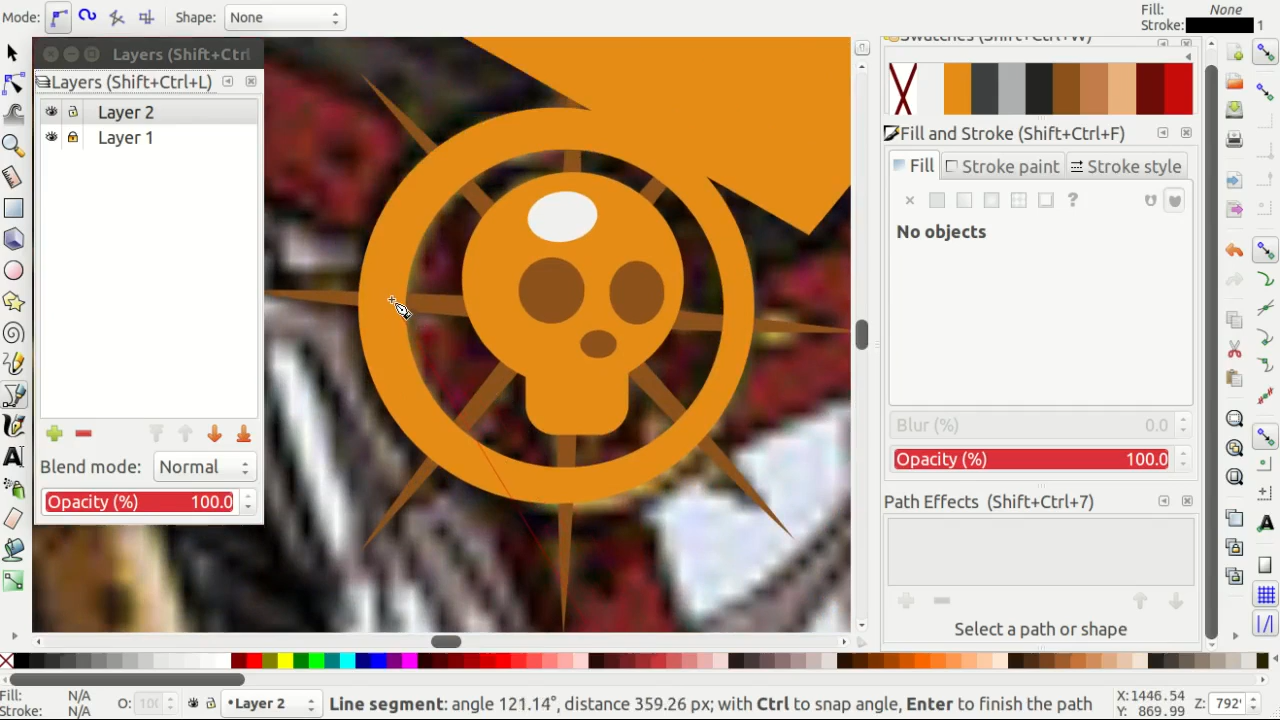 Mode:
Shape: None
Fill: None
Stroke: 1
Layers (Shift+Ctrl
Layers (Shift+Ctrl+L)
Layer 2
Layer 1
Blend mode: Normal
Opacity (%) 100.0
Swatches (Shift+Ctrl+W)
Fill and Stroke (Shift+Ctrl+F)
Fill Stroke paint Stroke style
?
No objects
Blur (%) 0.0
Opacity (%) 100.0
Path Effects (Shift+Ctrl+7)
Select a path or shape
Fill: N/A
Stroke: N/A
O: 100
•Layer 2
Line segment: angle 121.14°, distance 359.26 px; with Ctrl to snap angle, Enter to finish the path
X:1446.54
Y: 869.99
Z: 792